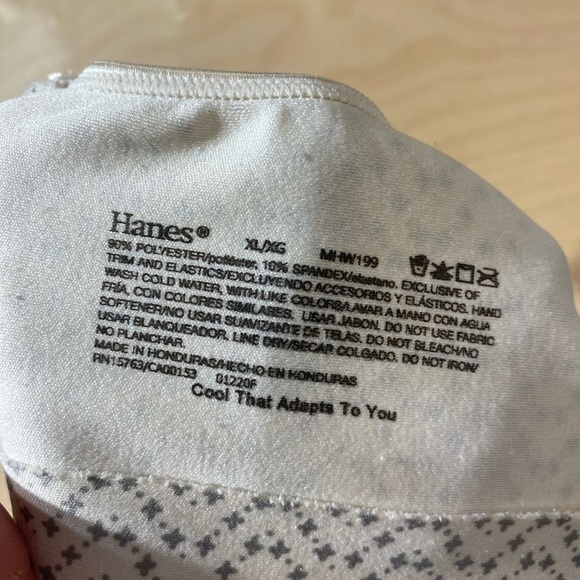 Hanes® XL/XG MHW199
90% POLYESTER/poliéster, 10% SPANDEX/elastano. EXCLUSIVE OF
TRIM AND ELASTICS/EXCLUYENDO ACCESORIOS Y ELÁSTICOS. HAND
WASH COLD WATER, WITH LIKE COLORS/LAVAR A MANO CON AGUA
FRÍA, CON COLORES SIMILARES. USAR JABON. DO NOT USE FABRIC
SOFTENER/NO USAR SUAVIZANTE DE TELAS. DO NOT BLEACH/NO
USAR BLANQUEADOR. LINE DRY/SECAR COLGADO. DO NOT IRON/
NO PLANCHAR.
MADE IN HONDURAS/HECHO EN HONDURAS
RN15763/CA00153 01220F
Cool That Adapts To You